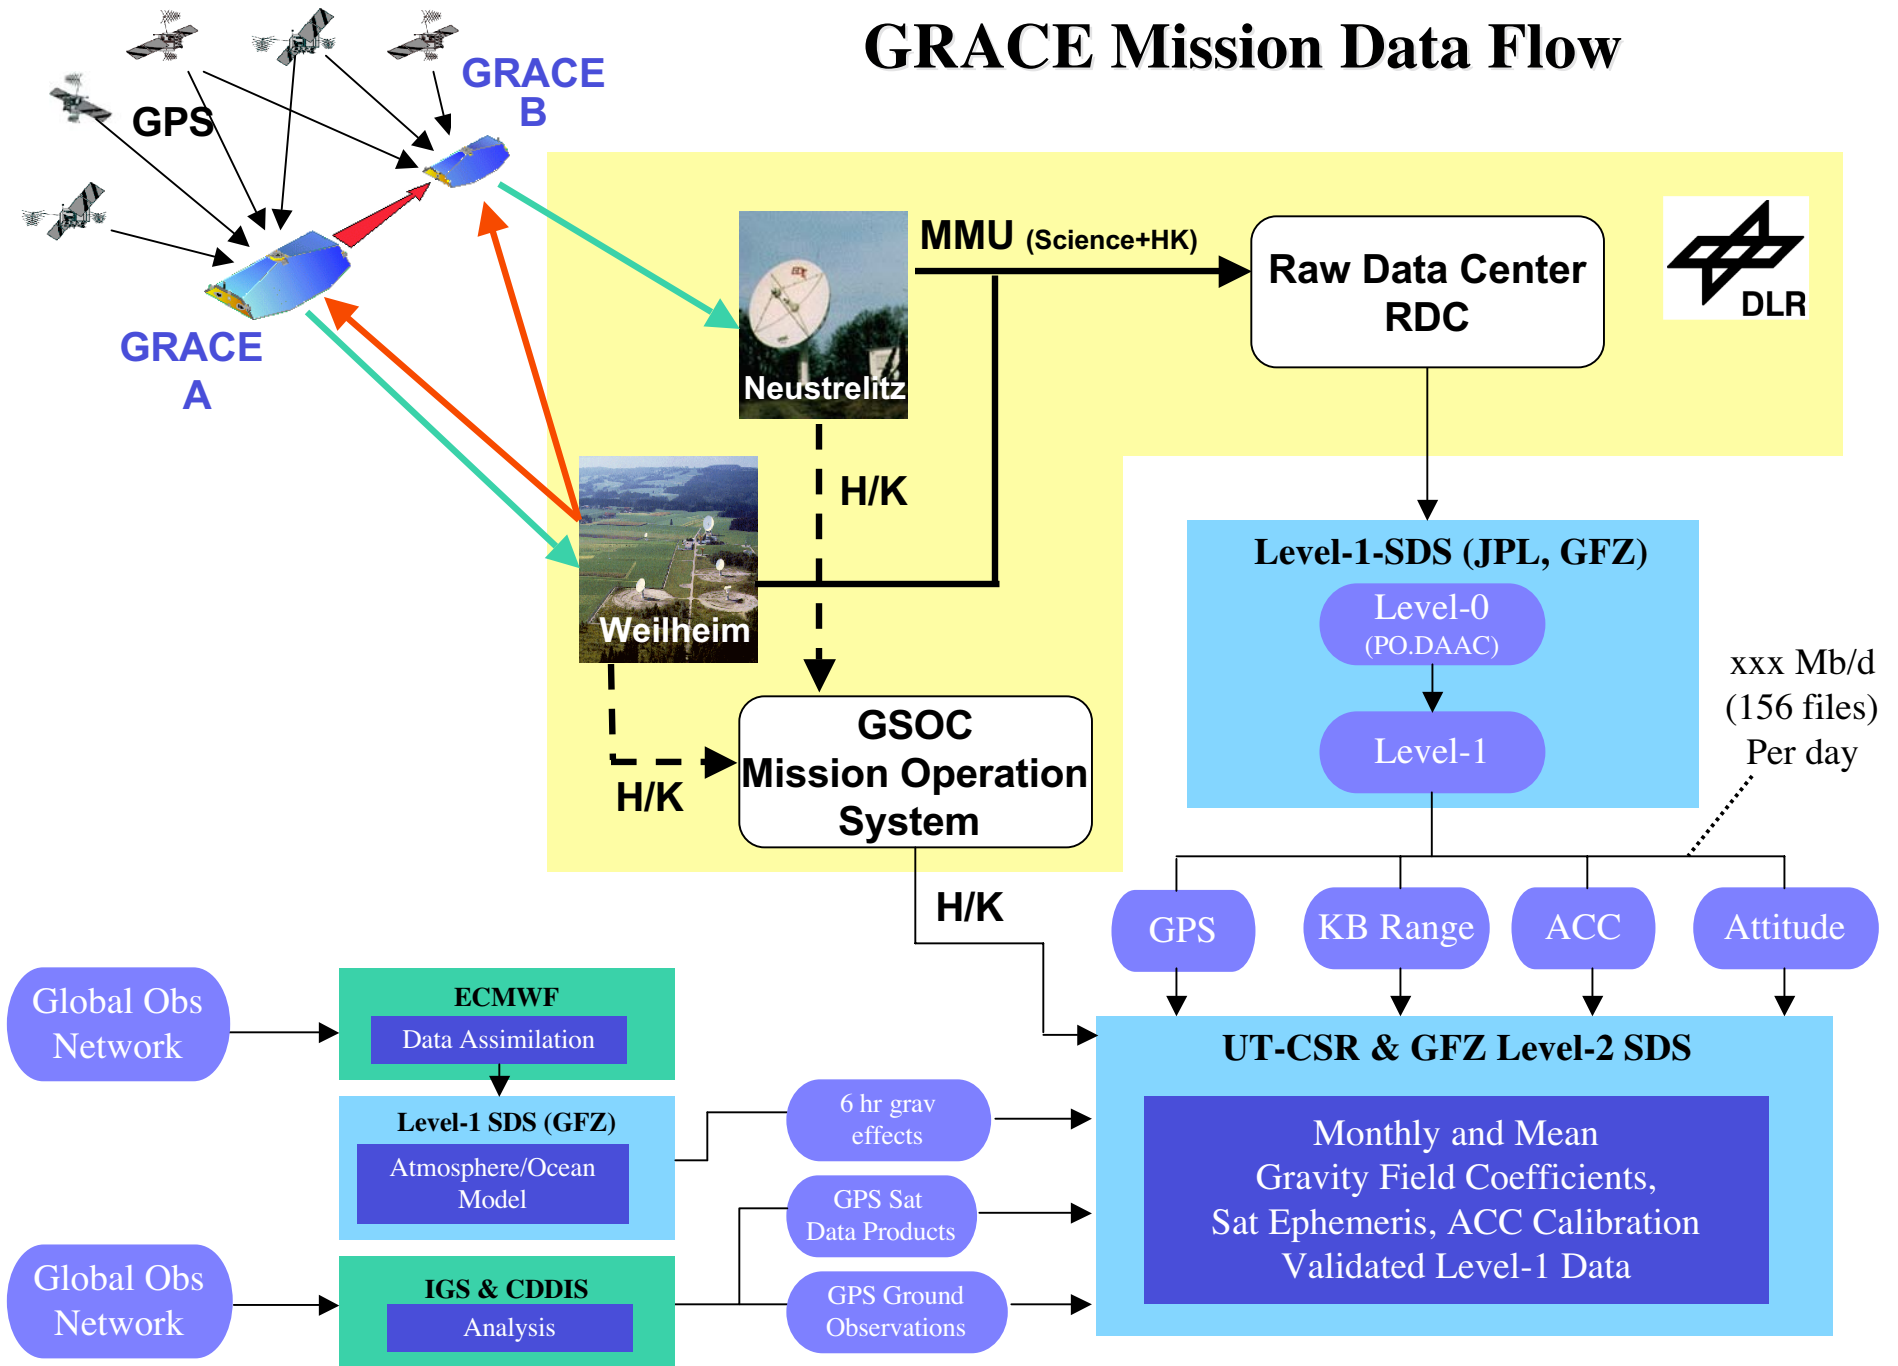 GRACE Mission Data Flow
GRACE
B
GPS
GRACE
A
MMU (Science+HK)
Raw Data Center
RDC
DLR
Neustrelitz
H/K
Weilheim
H/K
GSOC
Mission Operation
System
H/K
Level-1-SDS (JPL, GFZ)
Level-0
(PO.DAAC)
Level-1
xxx Mb/d
(156 files)
Per day
GPS
KB Range
ACC
Attitude
Global Obs
Network
ECMWF
Data Assimilation
Level-1 SDS (GFZ)
Atmosphere/Ocean
Model
6 hr grav
effects
GPS Sat
Data Products
Global Obs
Network
IGS & CDDIS
Analysis
GPS Ground
Observations
UT-CSR & GFZ Level-2 SDS
Monthly and Mean
Gravity Field Coefficients,
Sat Ephemeris, ACC Calibration
Validated Level-1 Data